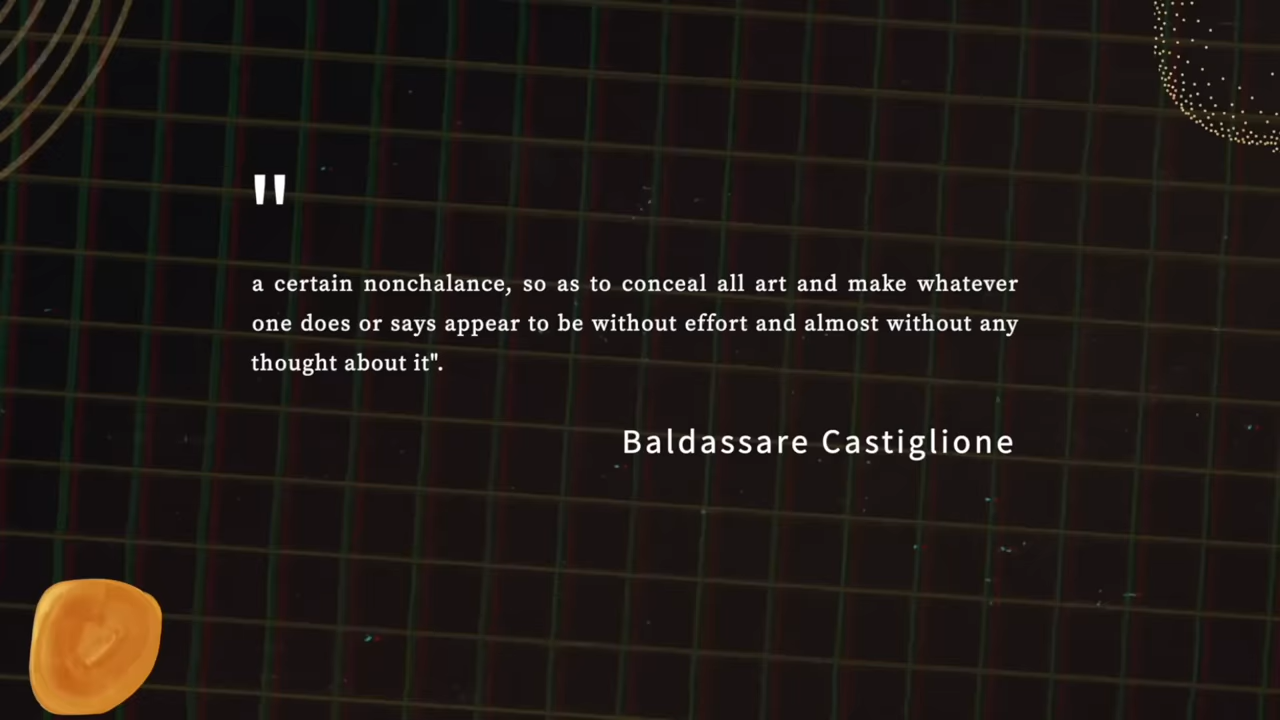 "
a certain nonchalance, so as to conceal all art and make whatever
one does or says appear to be without effort and almost without any
thought about it".
Baldassare Castiglione